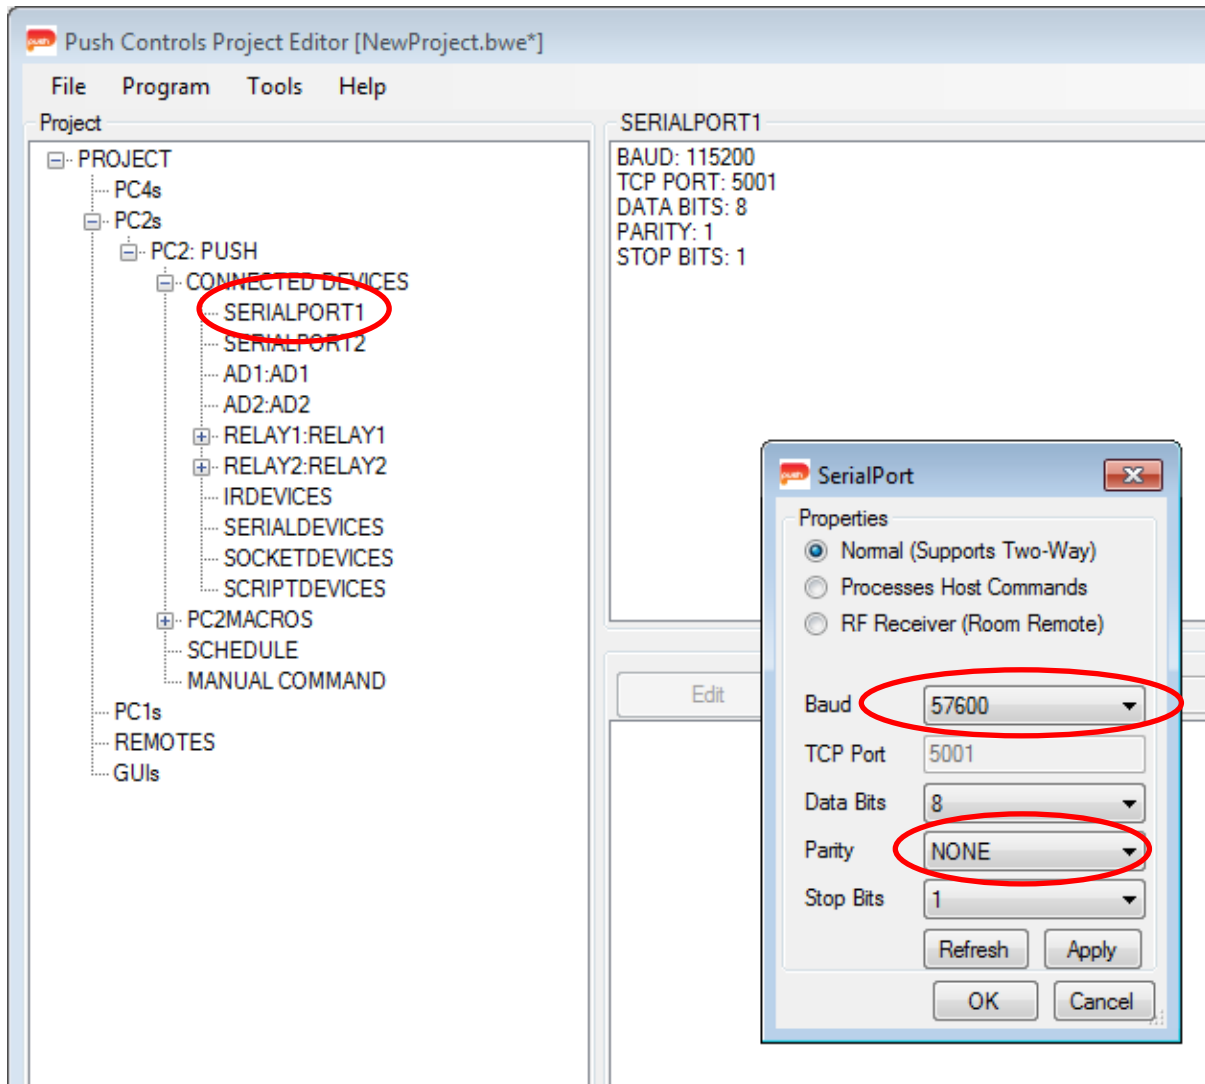 Push Controls Project Editor [NewProject.bwe*]
File Program Tools Help
Project
PROJECT
PC4s
PC2s
PC2: PUSH
CONNECTED DEVICES
SERIALPORT1
SERIALPORT2
AD1:AD1
AD2:AD2
RELAY1:RELAY1
RELAY2:RELAY2
IRDEVICES
SERIALDEVICES
SOCKETDEVICES
SCRIPTDEVICES
PC2MACROS
SCHEDULE
MANUAL COMMAND
PC1s
REMOTES
GUIs
SERIALPORT1
BAUD: 115200
TCP PORT: 5001
DATA BITS: 8
PARITY: 1
STOP BITS: 1
Edit
push SerialPort
Properties
Normal (Supports Two-Way)
Processes Host Commands
RF Receiver (Room Remote)
Baud 57600
TCP Port 5001
Data Bits 8
Parity NONE
Stop Bits 1
Refresh Apply
OK Cancel